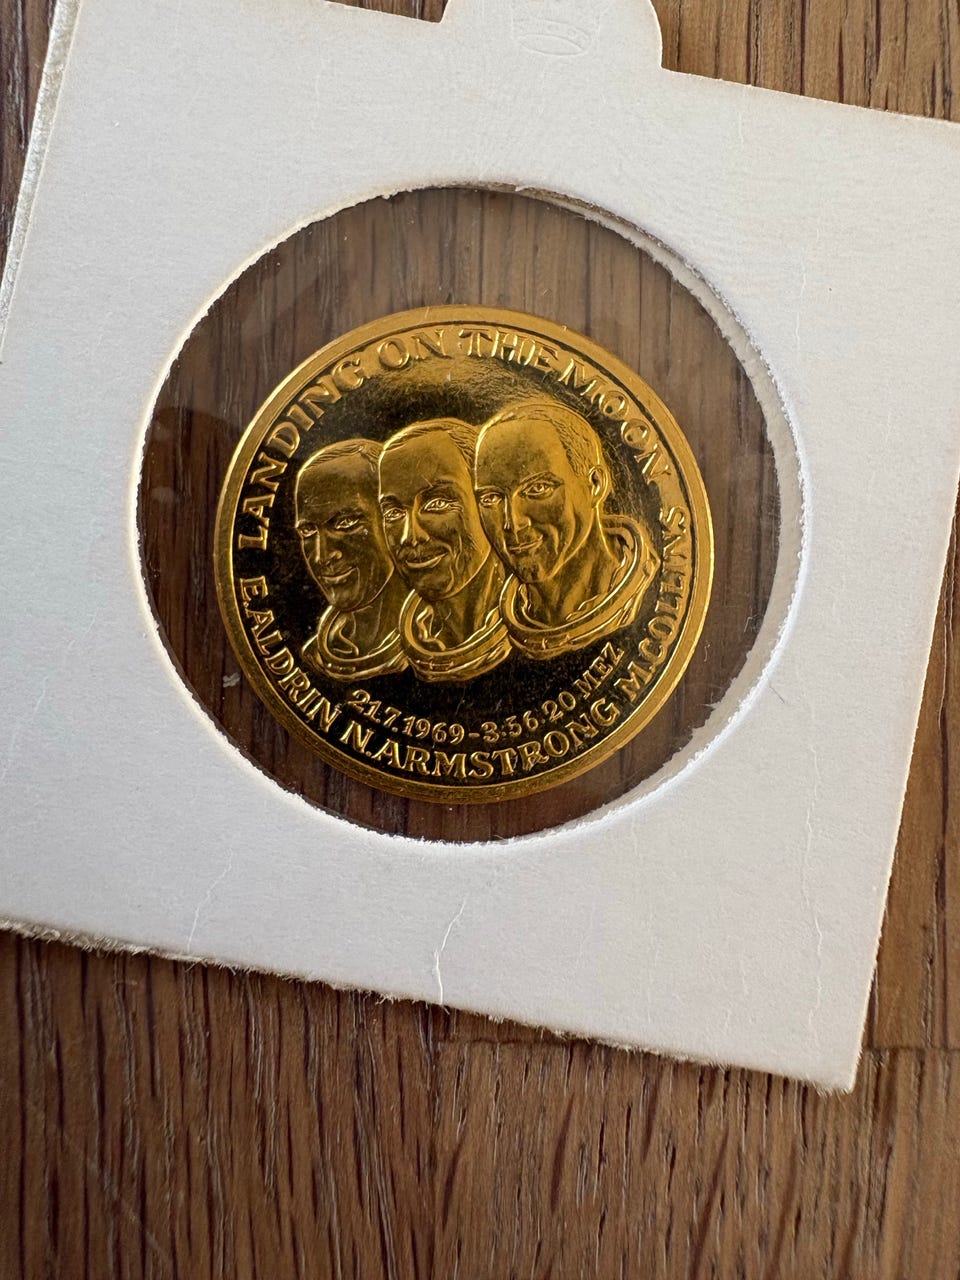 LANDING ON THE MOON
21.7.1969-3:56:20 MEZ
E.ALDRIN N.ARMSTRONG M.COLLINS